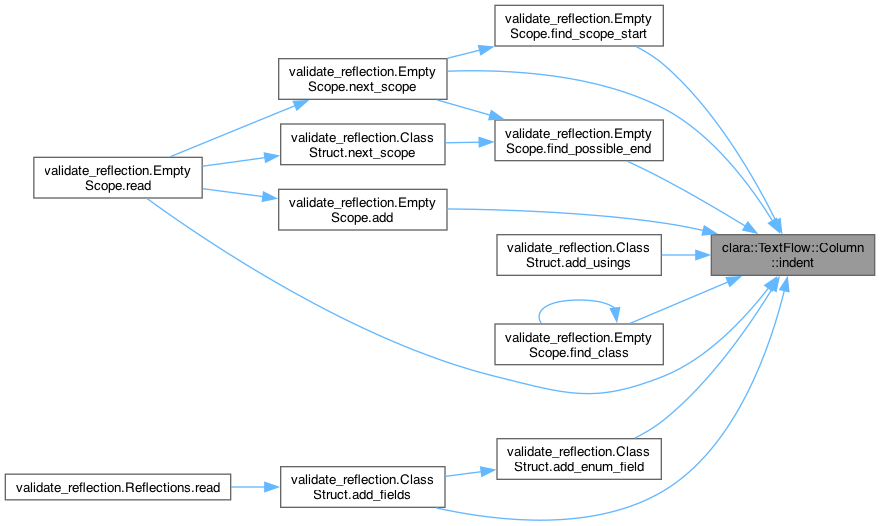 validate_reflection.Empty
Scope.find_scope_start
validate_reflection.Empty
Scope.next_scope
validate_reflection.Class
Struct.next_scope
validate_reflection.Empty
Scope.find_possible_end
validate_reflection.Empty
Scope.read
validate_reflection.Empty
Scope.add
validate_reflection.Class
Struct.add_usings
clara::TextFlow::Column
::indent
validate_reflection.Empty
Scope.find_class
validate_reflection.Class
Struct.add_enum_field
validate_reflection.Reflections.read
validate_reflection.Class
Struct.add_fields